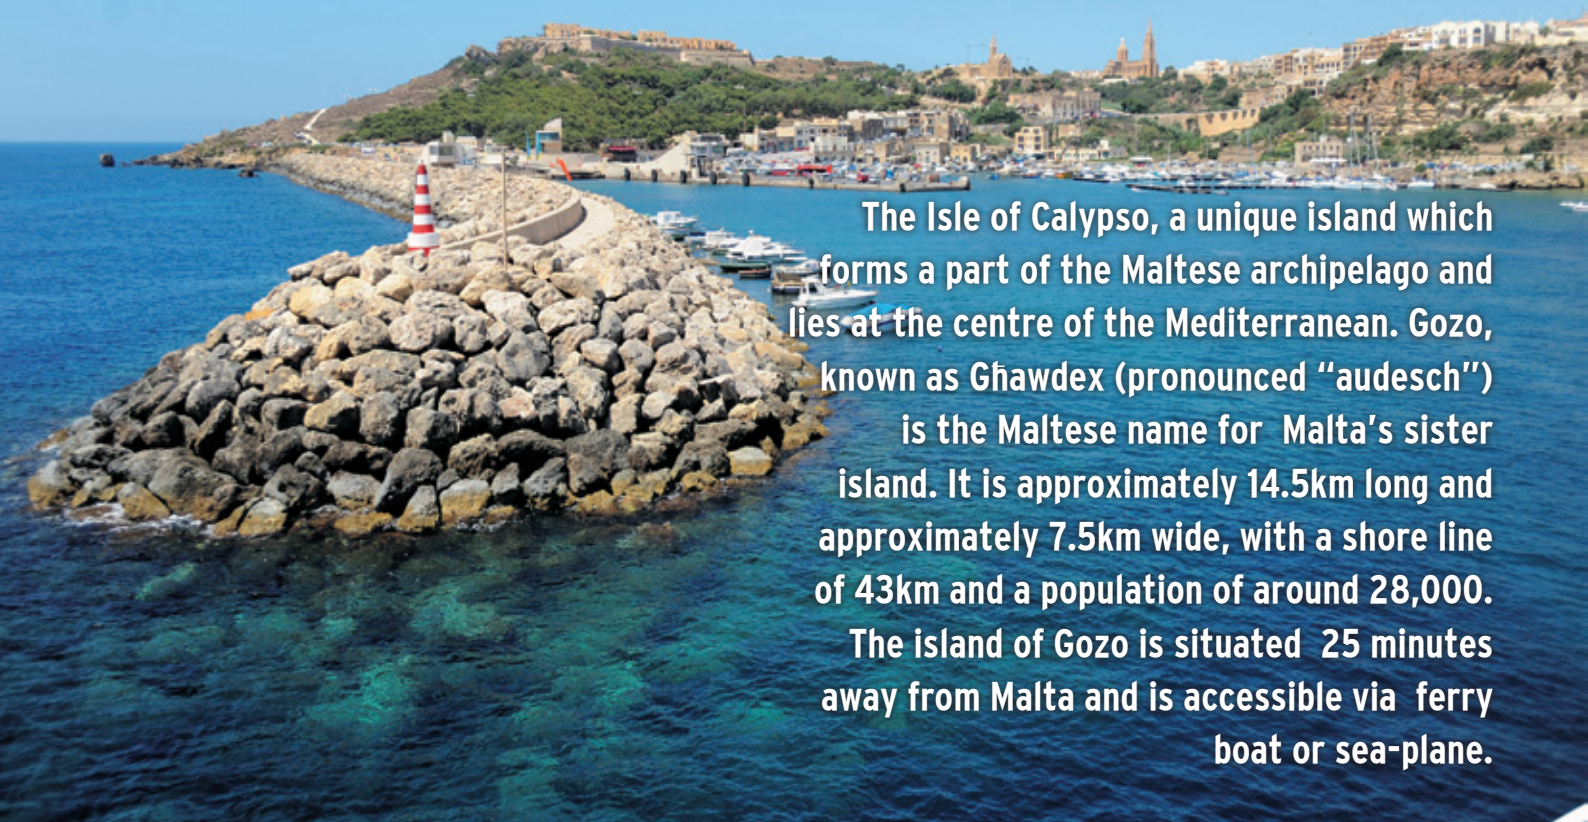 The Isle of Calypso, a unique island which
forms a part of the Maltese archipelago and
lies at the centre of the Mediterranean. Gozo,
known as Għawdex (pronounced “audesch”)
is the Maltese name for Malta’s sister
island. It is approximately 14.5km long and
approximately 7.5km wide, with a shore line
of 43km and a population of around 28,000.
The island of Gozo is situated 25 minutes
away from Malta and is accessible via ferry
boat or sea-plane.